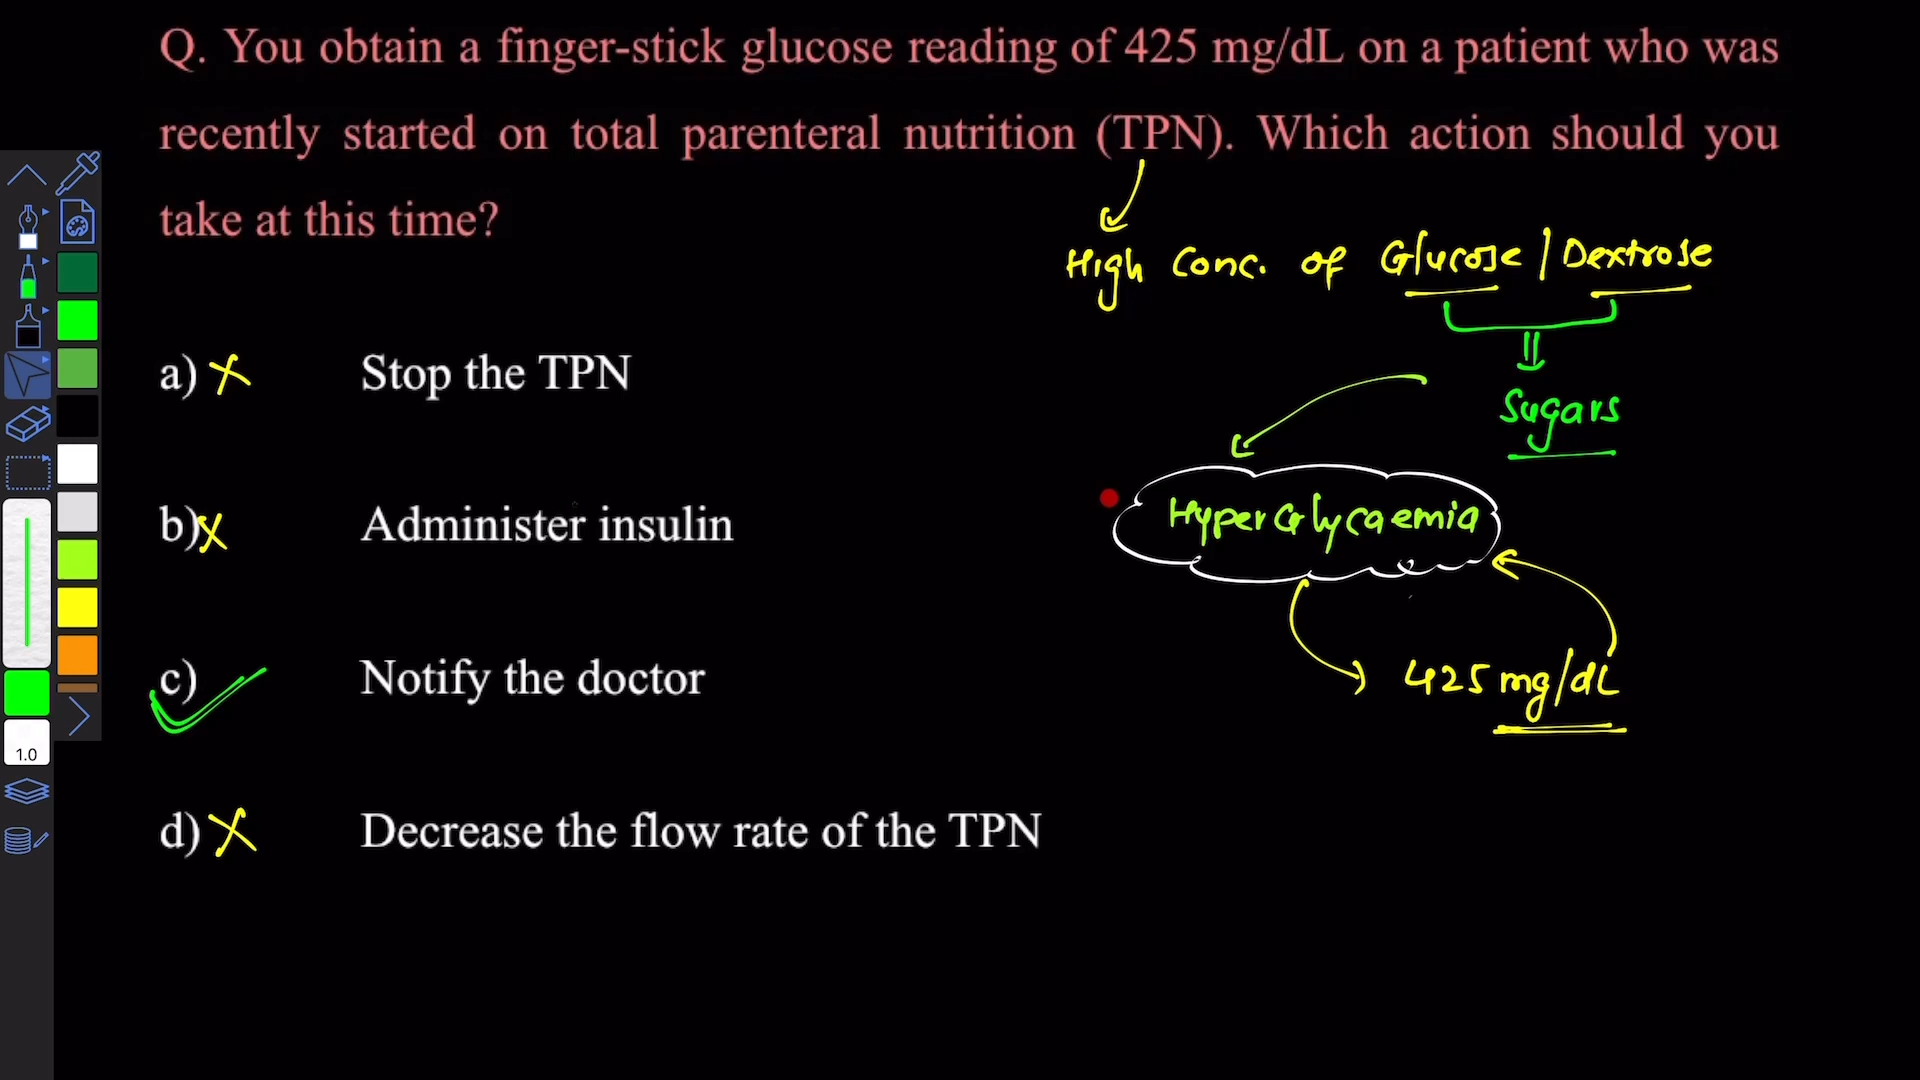 Q. You obtain a finger-stick glucose reading of 425 mg/dL on a patient who was
recently started on total parenteral nutrition (TPN). Which action should you
take at this time?
High Conc. of Glucose / Dextrose
a) x Stop the TPN
Sugars
HyperGlycaemia
b) x Administer insulin
c) Notify the doctor
425 mg/dL
1.0
d) x Decrease the flow rate of the TPN